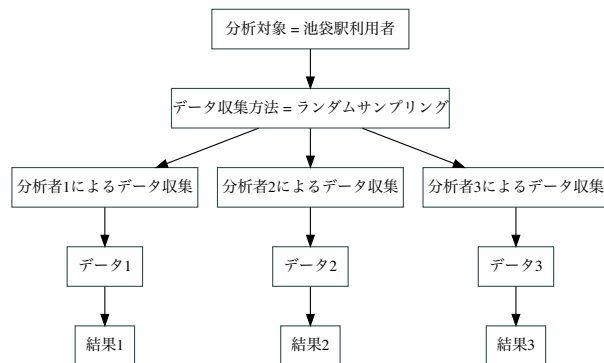 分析対象 = 池袋駅利用者
データ収集方法 = ランダムサンプリング
分析者1によるデータ収集
分析者2によるデータ収集
分析者3によるデータ収集
データ1
データ2
データ3
結果1
結果2
結果3